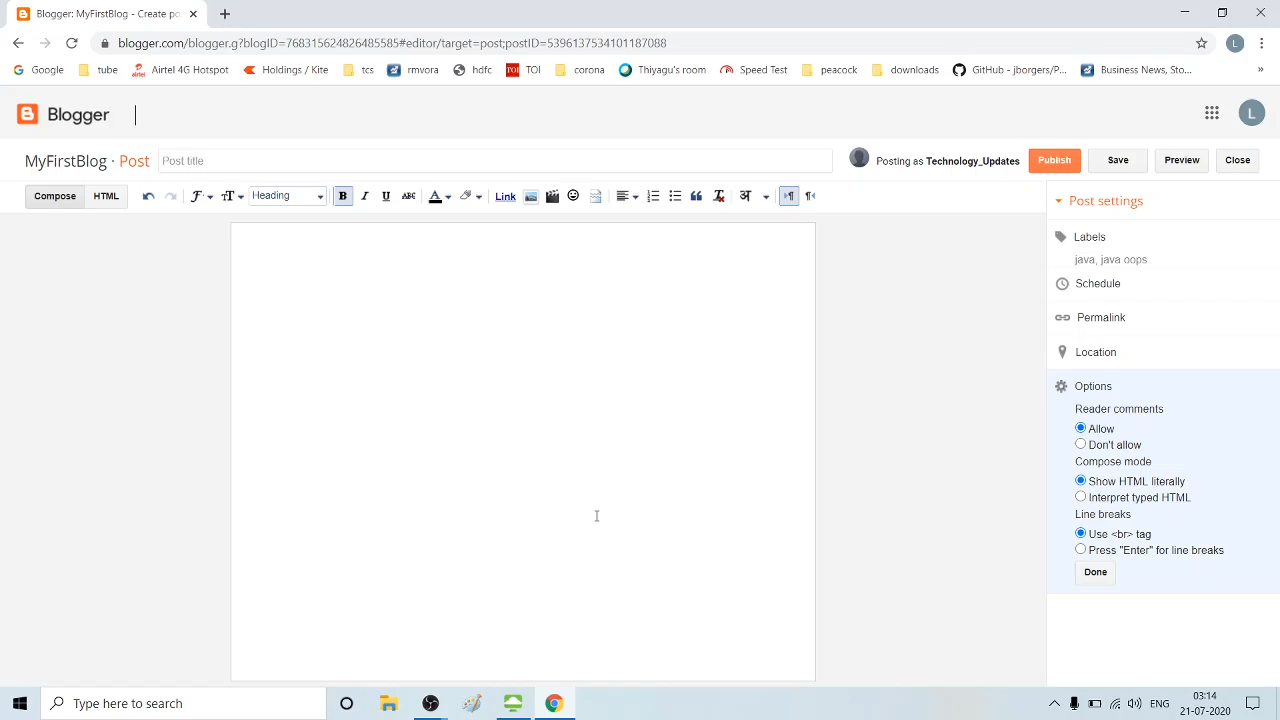 Blogger: MyFirstBlog - Create po
blogger.com/blogger.g?blogID=768315624826485585#editor/target=post;postID=5396137534101187088
L
Google
tube
airtel
Airtel 4G Hotspot
Holdings / Kite
tcs
rmvora
hdfc
TOI
TOI
corona
Thiyagu's room
Speed Test
peacock
downloads
GitHub - jborgers/P...
Business News, Sto...
»
Blogger
L
MyFirstBlog · Post
Post title
Posting as Technology_Updates
Publish
Save
Preview
Close
Compose
HTML
Heading
B
I
U
ABC
A
Link
अ
Post settings
Labels
java, java oops
Schedule
Permalink
Location
Options
Reader comments
Allow
Don't allow
Compose mode
Show HTML literally
Interpret typed HTML
Line breaks
Use <br> tag
Press "Enter" for line breaks
Done
Type here to search
ENG
03:14
21-07-2020